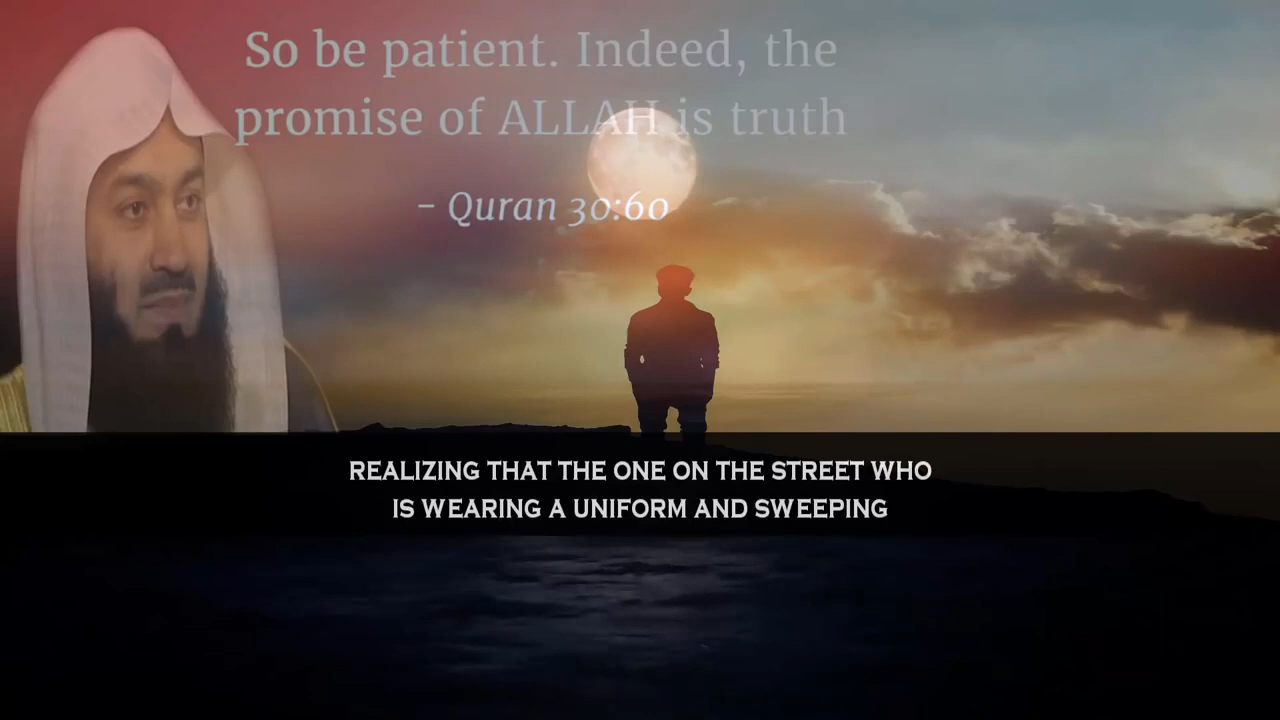 So be patient. Indeed, the
promise of ALLAH is truth
- Quran 30:60
REALIZING THAT THE ONE ON THE STREET WHO
IS WEARING A UNIFORM AND SWEEPING